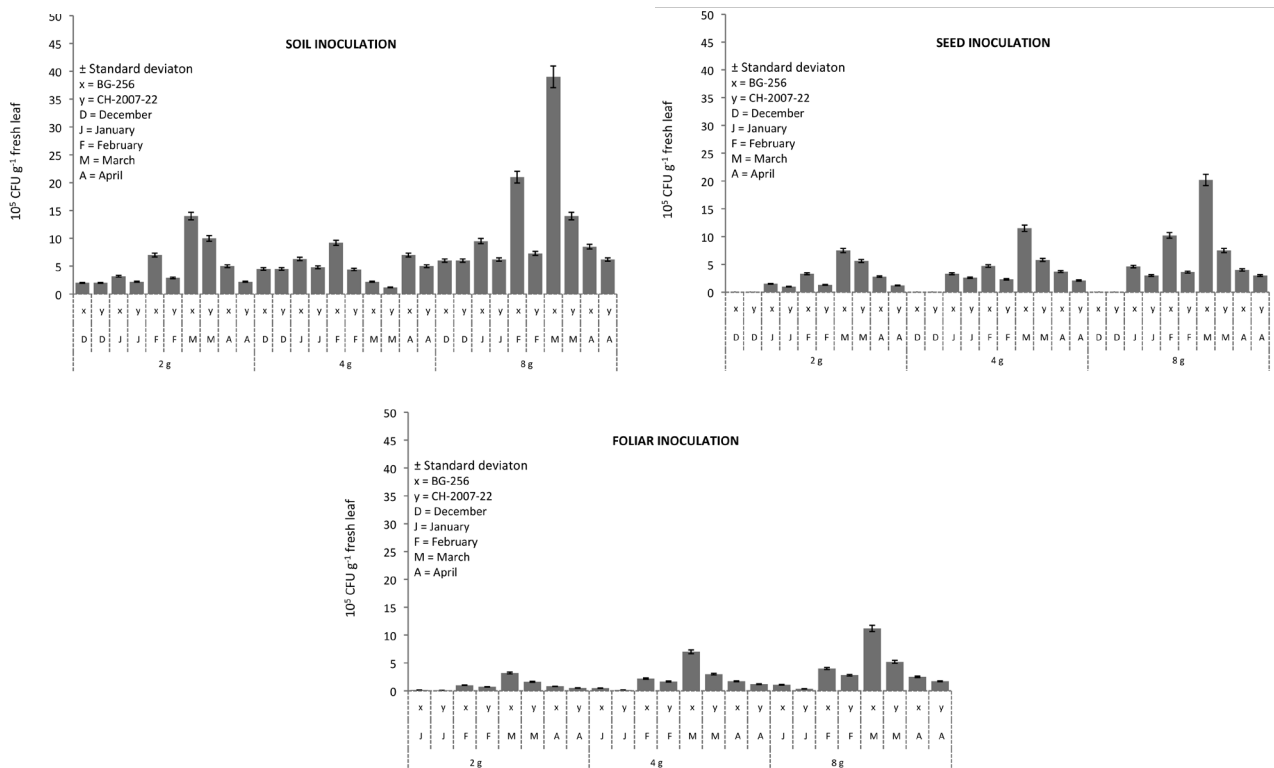 SOIL INOCULATION
10⁵ CFU g⁻¹ fresh leaf
50
45
40
35
30
25
20
15
10
5
0
± Standard deviaton
x = BG-256
y = CH-2007-22
D = December
J = January
F = February
M = March
A = April
x y x y x y x y x y x y x y x y x y x y x y x y x y x y x y
D D J J F F M M A A D D J J F F M M A A D D J J F F M M A A
2 g 4 g 8 g
SEED INOCULATION
10⁵ CFU g⁻¹ fresh leaf
50
45
40
35
30
25
20
15
10
5
0
± Standard deviaton
x = BG-256
y = CH-2007-22
D = December
J = January
F = February
M = March
A = April
x y x y x y x y x y x y x y x y x y x y x y x y x y x y x y
D D J J F F M M A A D D J J F F M M A A D D J J F F M M A A
2 g 4 g 8 g
FOLIAR INOCULATION
10⁵ CFU g⁻¹ fresh leaf
50
45
40
35
30
25
20
15
10
5
0
± Standard deviaton
x = BG-256
y = CH-2007-22
D = December
J = January
F = February
M = March
A = April
x y x y x y x y x y x y x y x y x y x y x y x y
J J F F M M A A J J F F M M A A J J F F M M A A
2 g 4 g 8 g